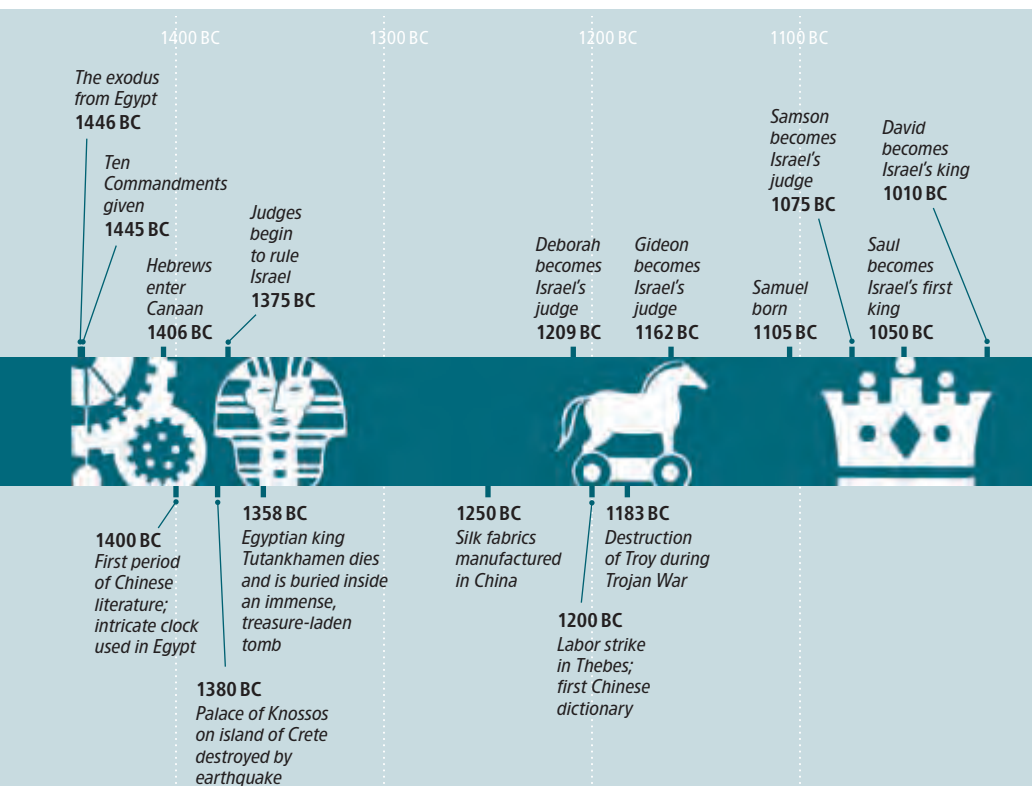 1400 BC
1300 BC
1200 BC
1100 BC
The exodus
from Egypt
1446 BC
Ten
Commandments
given
1445 BC
Hebrews
enter
Canaan
1406 BC
Judges
begin
to rule
Israel
1375 BC
Deborah
becomes
Israel's
judge
1209 BC
Gideon
becomes
Israel's
judge
1162 BC
Samuel
born
1105 BC
Samson
becomes
Israel's
judge
1075 BC
Saul
becomes
Israel's first
king
1050 BC
David
becomes
Israel's king
1010 BC
1400 BC
First period
of Chinese
literature;
intricate clock
used in Egypt
1380 BC
Palace of Knossos
on island of Crete
destroyed by
earthquake
1358 BC
Egyptian king
Tutankhamen dies
and is buried inside
an immense,
treasure-laden
tomb
1250 BC
Silk fabrics
manufactured
in China
1200 BC
Labor strike
in Thebes;
first Chinese
dictionary
1183 BC
Destruction
of Troy during
Trojan War